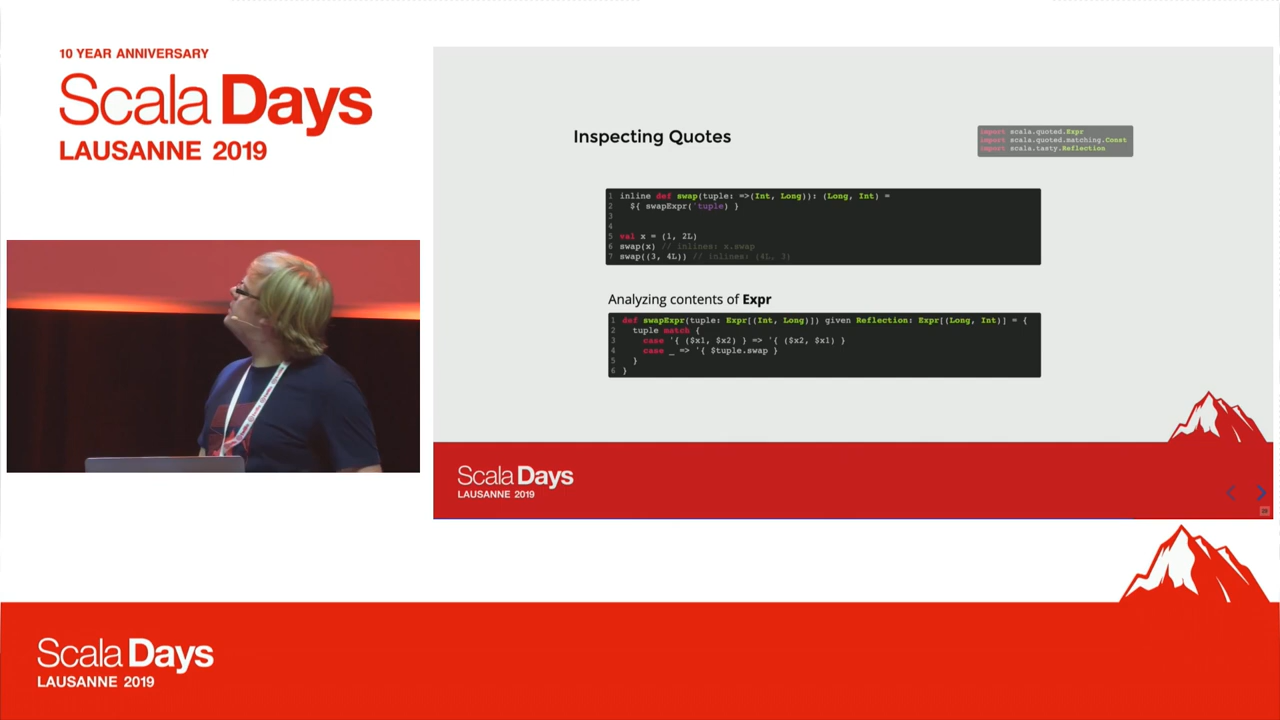 10 YEAR ANNIVERSARY
Scala Days
LAUSANNE 2019
Inspecting Quotes
import scala.quoted.Expr
import scala.quoted.matching.Const
import scala.tasty.Reflection
1 inline def swap(tuple: =>(Int, Long)): (Long, Int) =
2 ${ swapExpr('tuple) }
3
4
5 val x = (1, 2L)
6 swap(x) // inlines: x.swap
7 swap((3, 4L)) // inlines: (4L, 3)
Analyzing contents of Expr
1 def swapExpr(tuple: Expr[(Int, Long)]) given Reflection: Expr[(Long, Int)] = {
2 tuple match {
3 case '{ ($x1, $x2) } => '{ ($x2, $x1) }
4 case _ => '{ $tuple.swap }
5 }
6 }
Scala Days
LAUSANNE 2019
Scala Days
LAUSANNE 2019